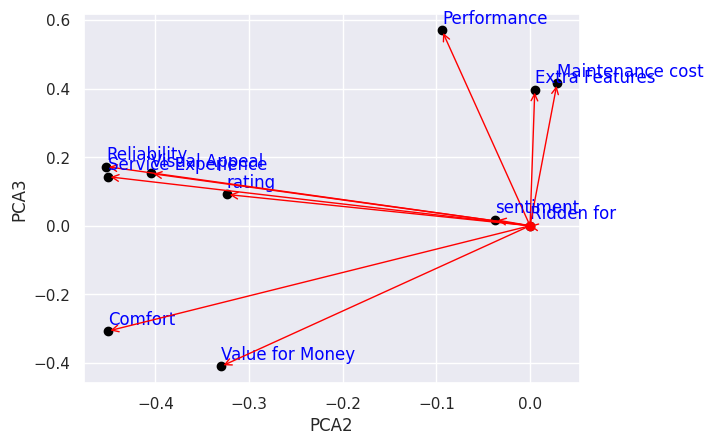 0.6
Performance
Maintenance cost
Extra Features
0.4
0.2
Reliability
Visual Appeal
Service Experience
rating
sentiment
Ridden for
0.0
PCA3
−0.2
Comfort
Value for Money
−0.4
−0.4
−0.3
−0.2
−0.1
0.0
PCA2